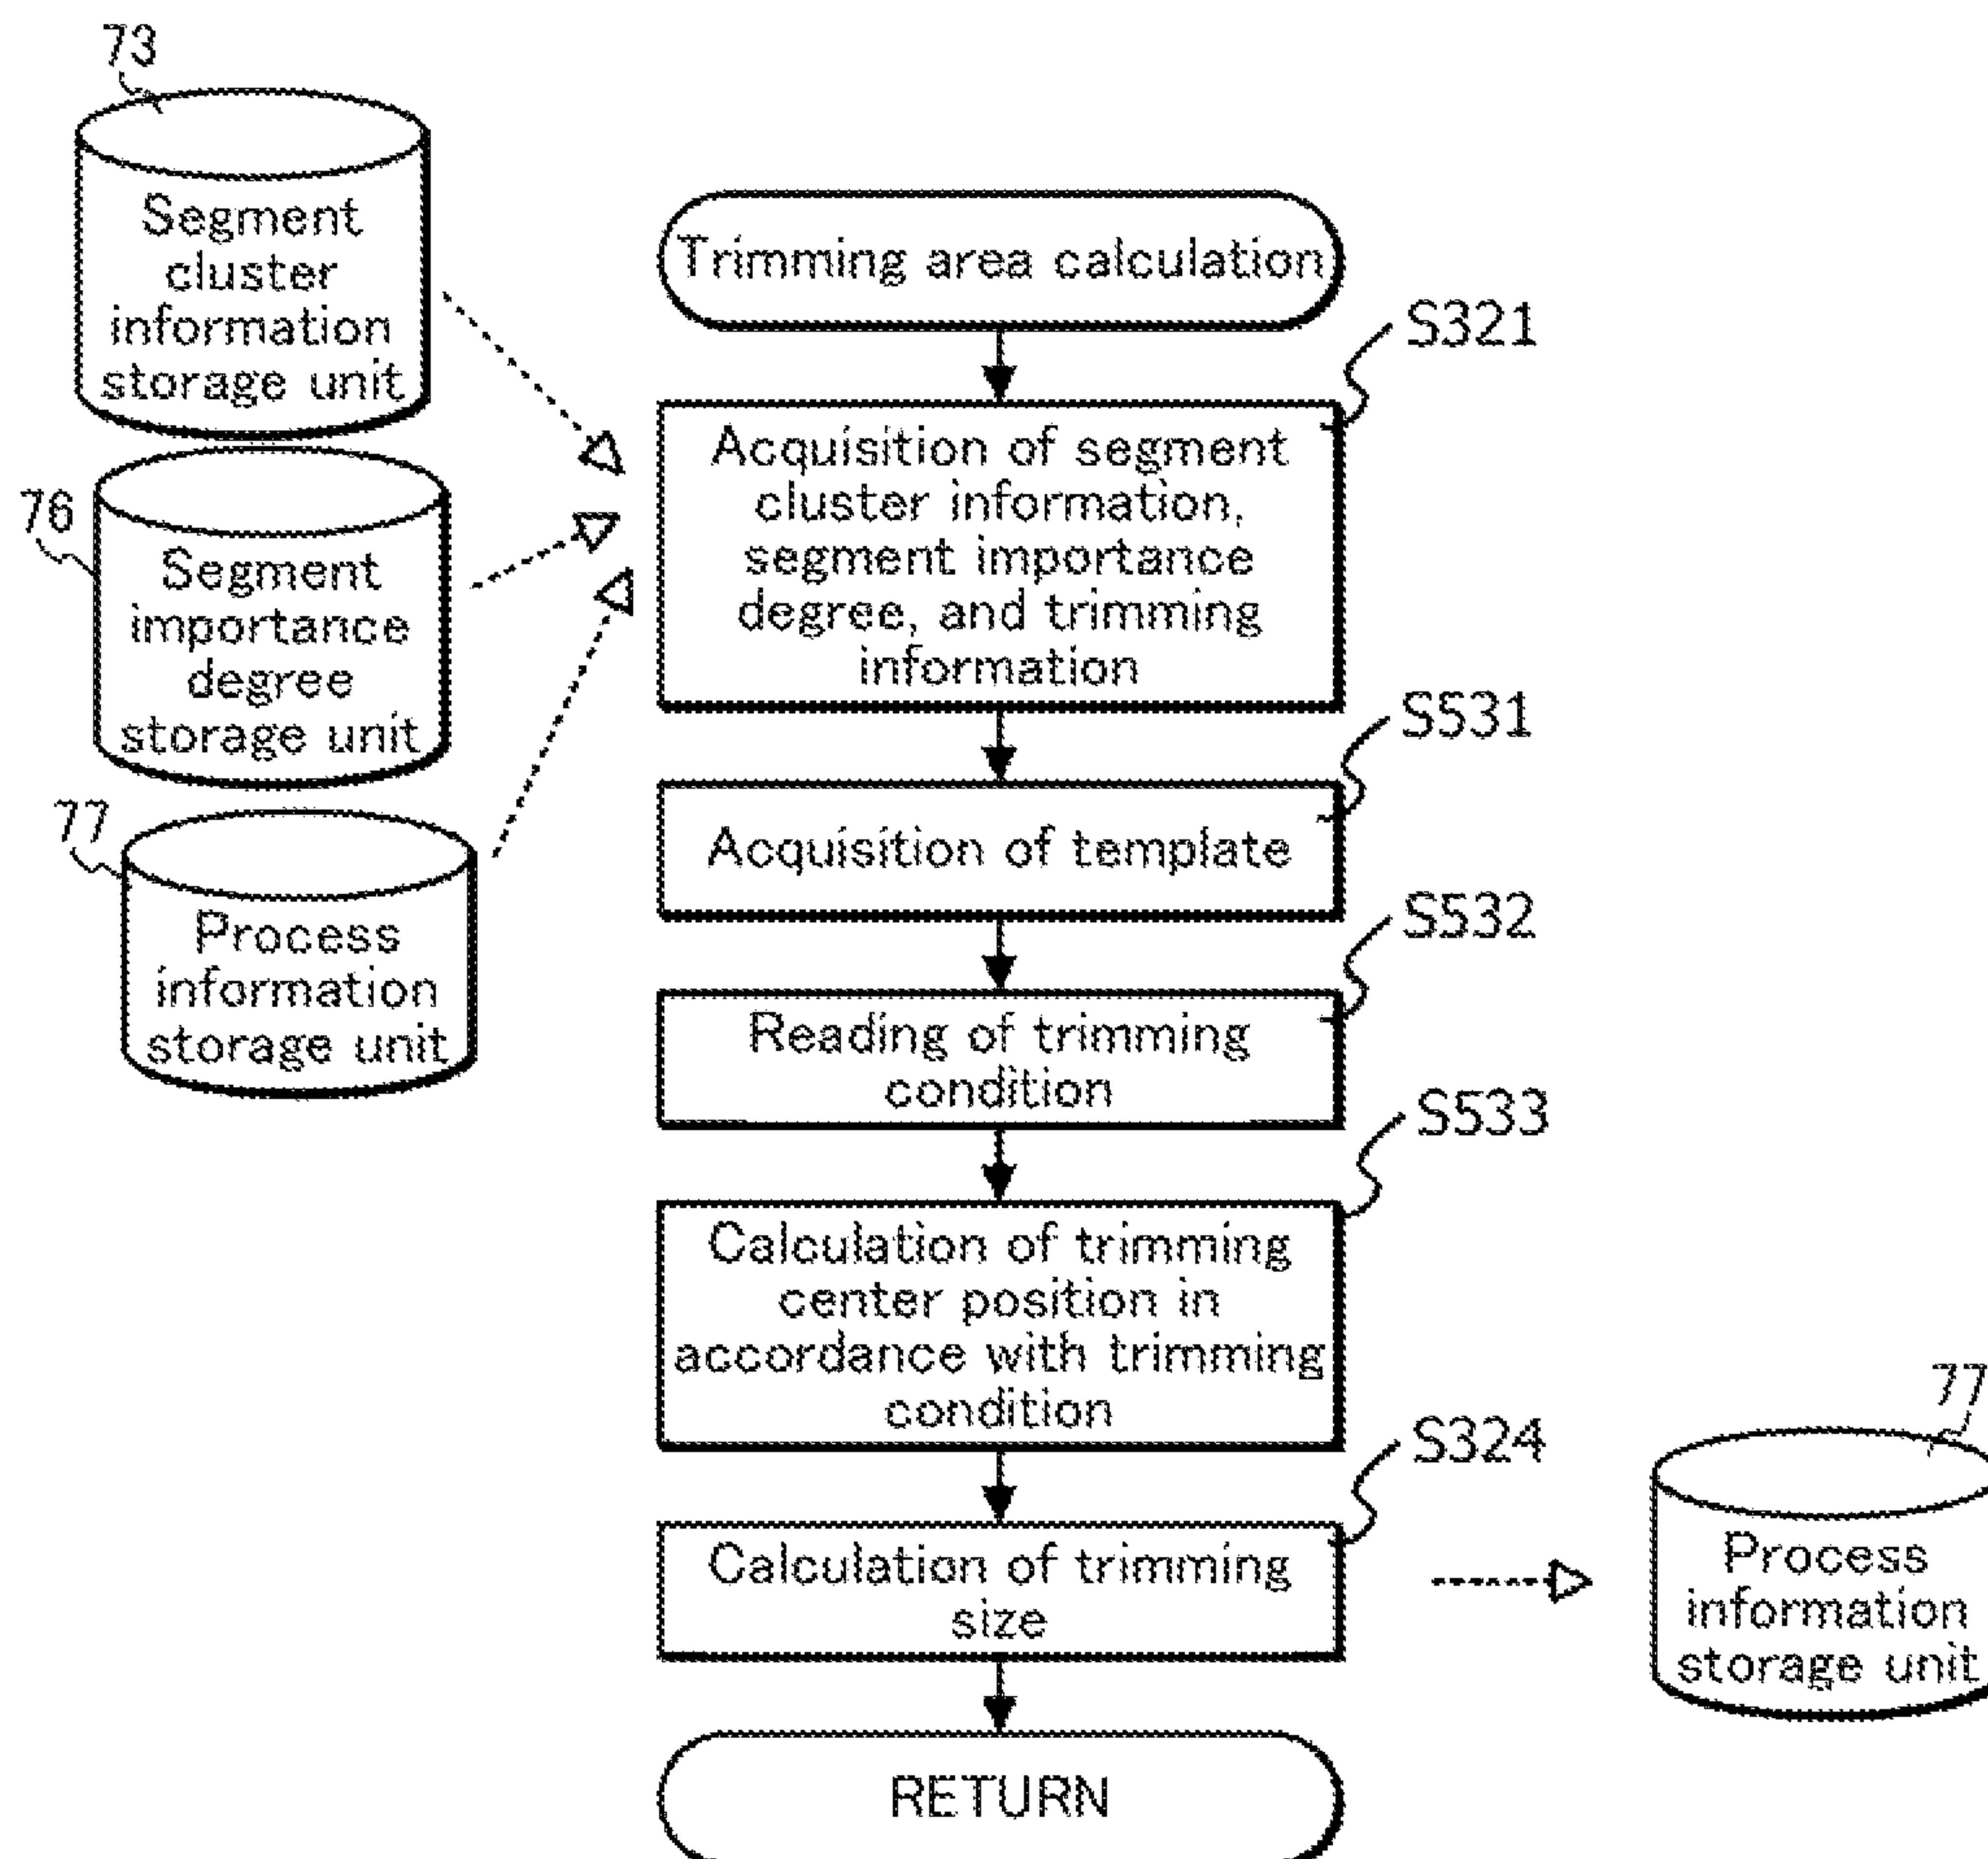 73
Segment
cluster
information
storage unit
76
Segment
importance
degree
storage unit
77
Process
information
storage unit
Trimming area calculation
S321
Acquisition of segment
cluster information,
segment importance
degree, and trimming
information
S531
Acquisition of template
S532
Reading of trimming
condition
S533
Calculation of trimming
center position in
accordance with trimming
condition
S324
Calculation of trimming
size
77
Process
information
storage unit
RETURN